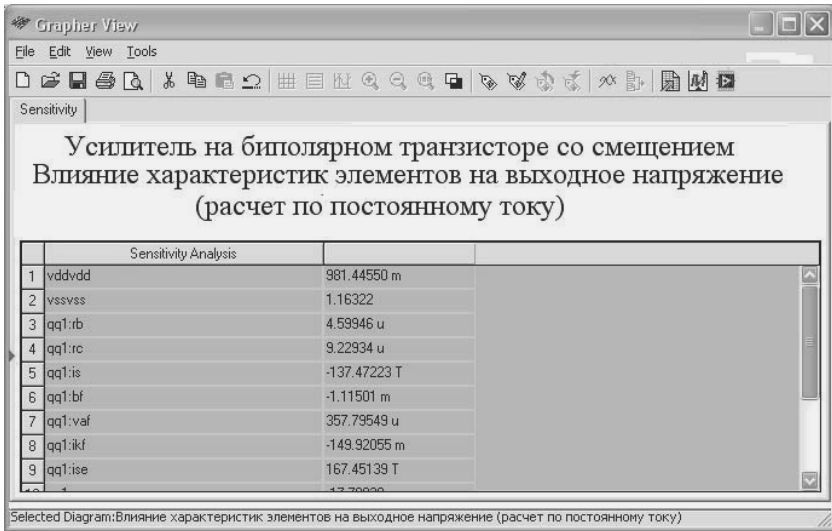 Grapher View
File Edit View Tools
Sensitivity
Усилитель на биполярном транзисторе со смещением
Влияние характеристик элементов на выходное напряжение
(расчет по постоянному току)
Sensitivity Analysis
1 vddvdd 981.44550 m
2 vssvss 1.16322
3 qq1:rb 4.59946 u
4 qq1:rc 9.22934 u
5 qq1:is -137.47223 T
6 qq1:bf -1.11501 m
7 qq1:vaf 357.79549 u
8 qq1:ikf -149.92055 m
9 qq1:ise 167.45139 T
Selected Diagram:Влияние характеристик элементов на выходное напряжение (расчет по постоянному току)